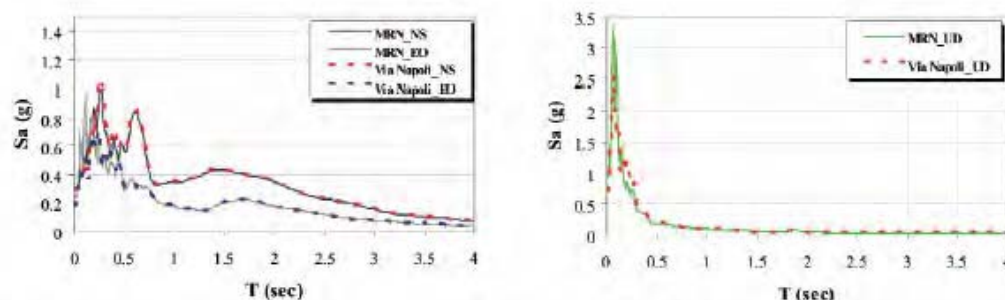 1.4
1.2
1
0.8
0.6
0.4
0.2
0
Sa (g)
MRN_NS
MRN_EO
Via Napoli_NS
Via Napoli_EO
0 0.5 1 1.5 2 2.5 3 3.5 4
T (sec)
3.5
3
2.5
2
1.5
1
0.5
0
Sa (g)
MRN_UD
Via Napoli_UD
0 0.5 1 1.5 2 2.5 3 3.5 4
T (sec)